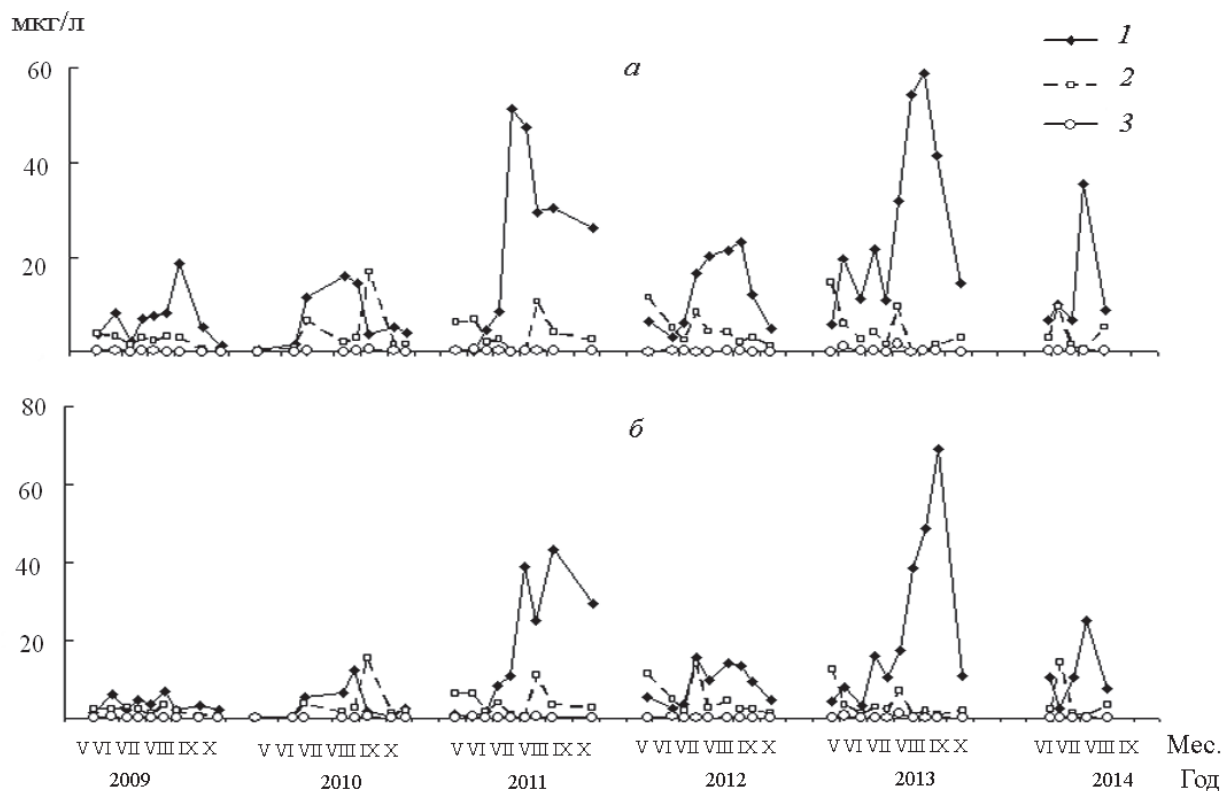 мкг/л
1
а
60
2
3
40
20
80
б
60
40
20
V VI VII VIII IX X V VI VII VIII IX X V VI VII VIII IX X V VI VII VIII IX X V VI VII VIII IX X VI VII VIII IX Мес.
2009 2010 2011 2012 2013 2014 Год